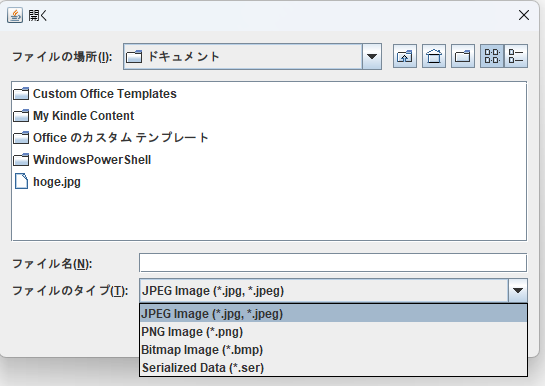 開く
ファイルの場所(I):
ドキュメント
Custom Office Templates
My Kindle Content
Office のカスタム テンプレート
WindowsPowerShell
hoge.jpg
ファイル名(N):
ファイルのタイプ(T):
JPEG Image (*.jpg, *.jpeg)
JPEG Image (*.jpg, *.jpeg)
PNG Image (*.png)
Bitmap Image (*.bmp)
Serialized Data (*.ser)